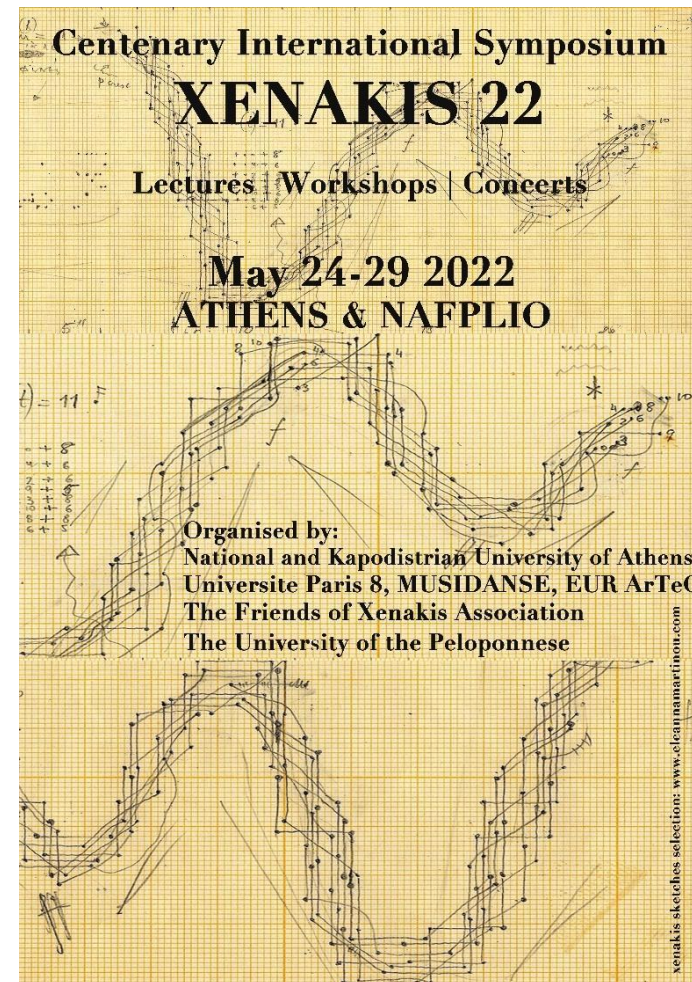 Centenary International Symposium
XENAKIS 22
Lectures Workshops | Concerts
May 24-29 2022
ATHENS & NAFPLIO
= 11
f
Organised by:
National and Kapodistrian University of Athens
Universite Paris 8, MUSIDANSE, EUR ArTeC
The Friends of Xenakis Association
The University of the Peloponnese
xenakis sketches selection: www.eleannamartinou.com